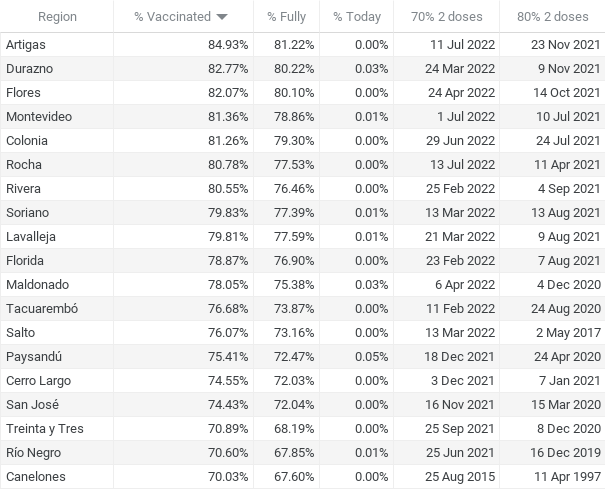 Region % Vaccinated % Fully % Today 70% 2 doses 80% 2 doses
Artigas 84.93% 81.22% 0.00% 11 Jul 2022 23 Nov 2021
Durazno 82.77% 80.22% 0.03% 24 Mar 2022 9 Nov 2021
Flores 82.07% 80.10% 0.00% 24 Apr 2022 14 Oct 2021
Montevideo 81.36% 78.86% 0.01% 1 Jul 2022 10 Jul 2021
Colonia 81.26% 79.30% 0.00% 29 Jun 2022 24 Jul 2021
Rocha 80.78% 77.53% 0.00% 13 Jul 2022 11 Apr 2021
Rivera 80.55% 76.46% 0.00% 25 Feb 2022 4 Sep 2021
Soriano 79.83% 77.39% 0.01% 13 Mar 2022 13 Aug 2021
Lavalleja 79.81% 77.59% 0.01% 21 Mar 2022 9 Aug 2021
Florida 78.87% 76.90% 0.00% 23 Feb 2022 7 Aug 2021
Maldonado 78.05% 75.38% 0.03% 6 Apr 2022 4 Dec 2020
Tacuarembó 76.68% 73.87% 0.00% 11 Feb 2022 24 Aug 2020
Salto 76.07% 73.16% 0.00% 13 Mar 2022 2 May 2017
Paysandú 75.41% 72.47% 0.05% 18 Dec 2021 24 Apr 2020
Cerro Largo 74.55% 72.03% 0.00% 3 Dec 2021 7 Jan 2021
San José 74.43% 72.04% 0.00% 16 Nov 2021 15 Mar 2020
Treinta y Tres 70.89% 68.19% 0.00% 25 Sep 2021 8 Dec 2020
Río Negro 70.60% 67.85% 0.01% 25 Jun 2021 16 Dec 2019
Canelones 70.03% 67.60% 0.00% 25 Aug 2015 11 Apr 1997